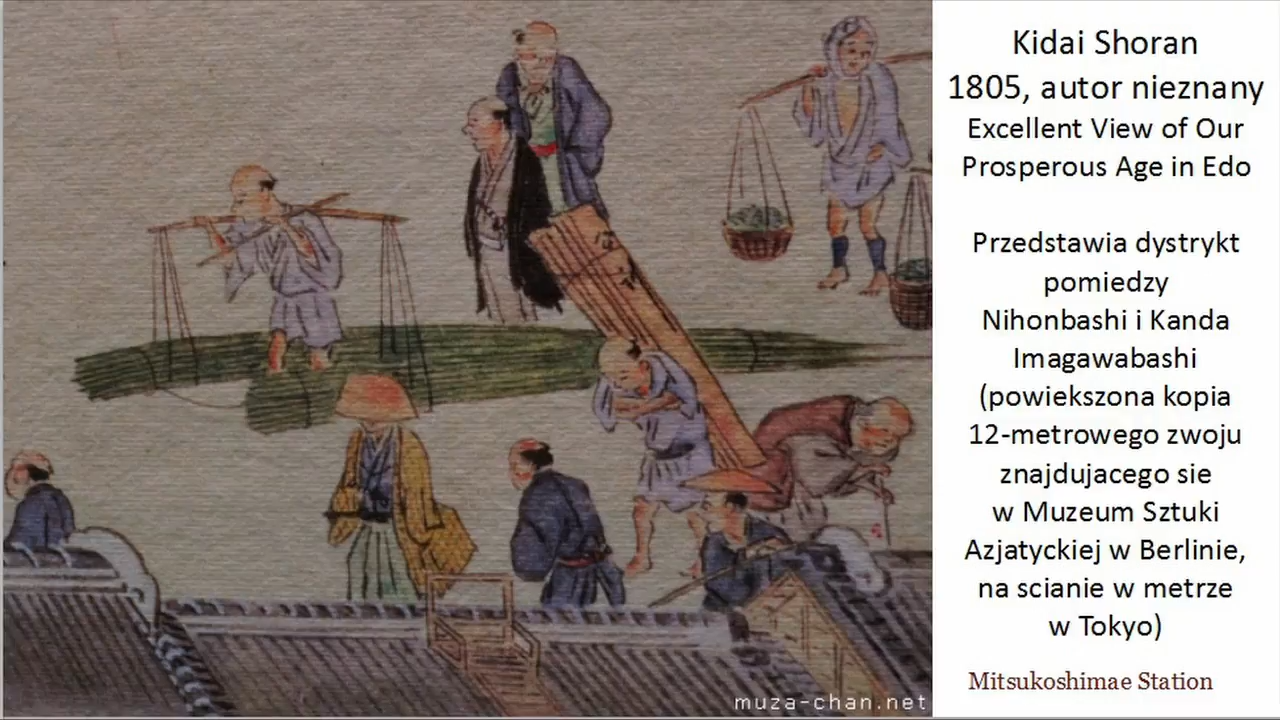 Kidai Shoran
1805, autor nieznany
Excellent View of Our
Prosperous Age in Edo
Przedstawia dystrykt
pomiedzy
Nihonbashi i Kanda
Imagawabashi
(powiekszona kopia
12-metrowego zwoju
znajdujacego sie
w Muzeum Sztuki
Azjatyckiej w Berlinie,
na scianie w metrze
w Tokyo)
Mitsukoshimae Station
muza-chan.net